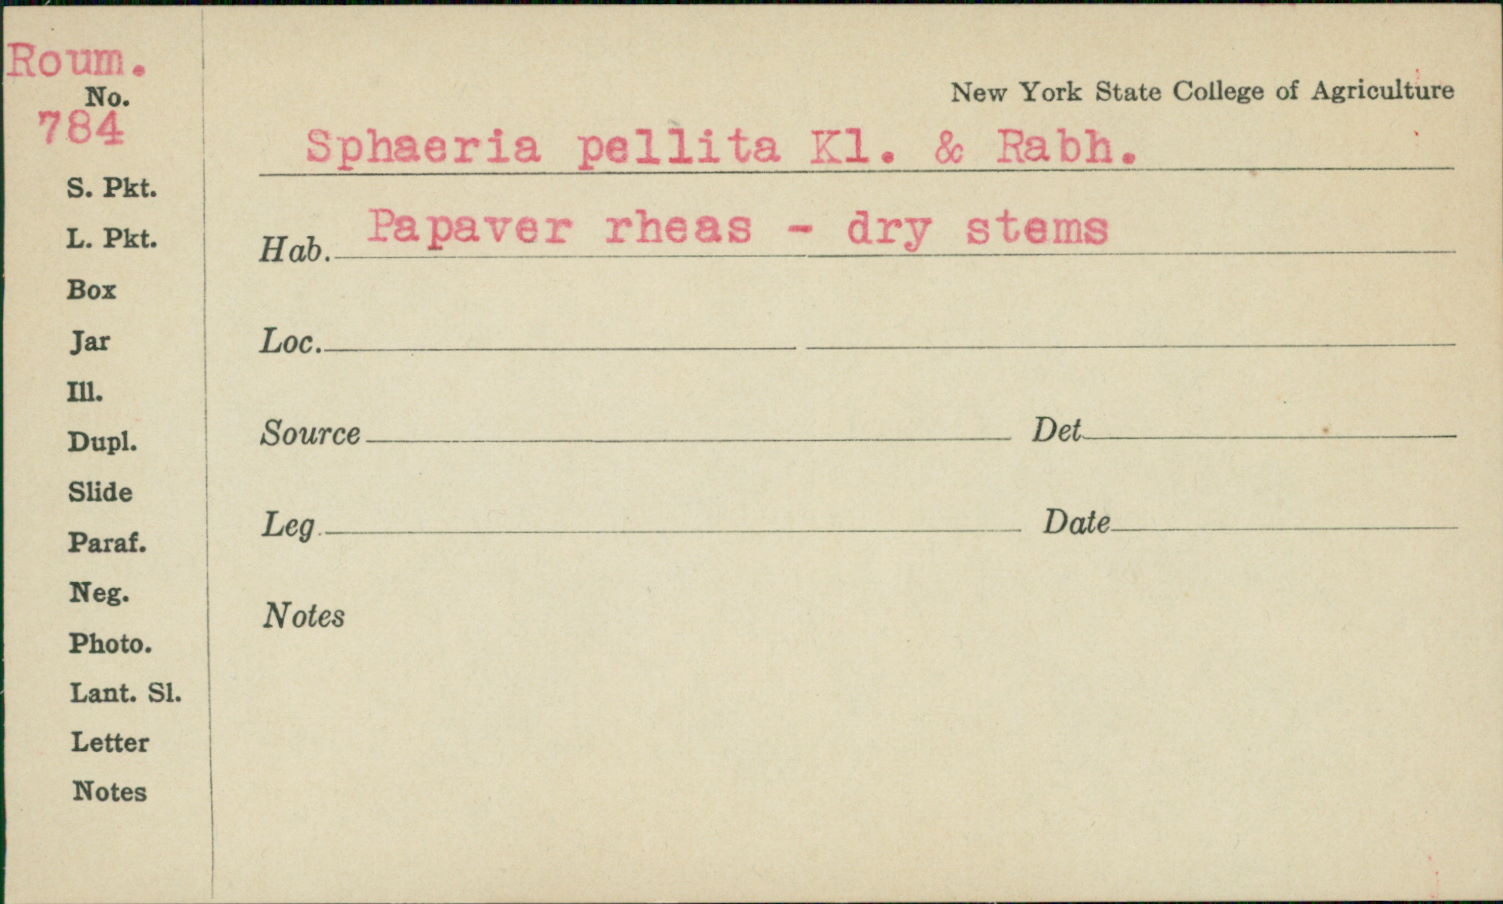 Roum.
No.
784
S. Pkt.
L. Pkt.
Box
Jar
Ill.
Dupl.
Slide
Paraf.
Neg.
Photo.
Lant. Sl.
Letter
Notes
New York State College of Agriculture
Sphaeria pellita Kl. & Rabh.
Hab. Papaver rheas - dry stems
Loc.
Source Det
Leg Date
Notes